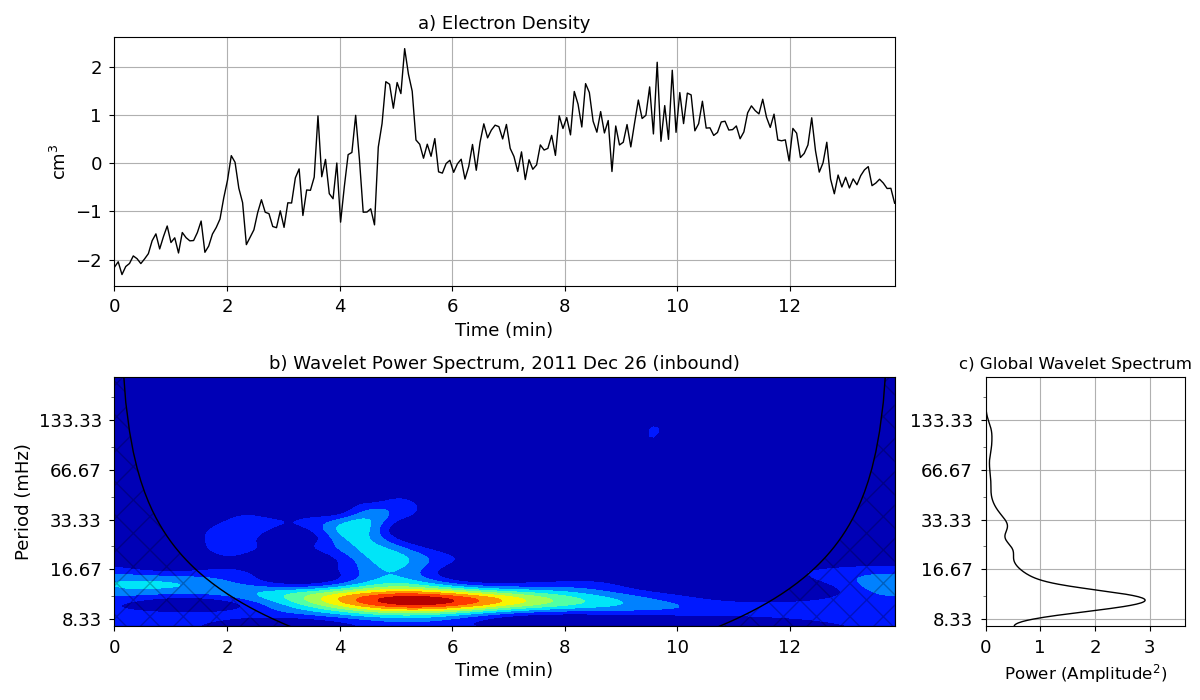 a) Electron Density
2
1
0
−1
−2
cm³
0 2 4 6 8 10 12
Time (min)
b) Wavelet Power Spectrum, 2011 Dec 26 (inbound)
133.33
66.67
33.33
16.67
8.33
Period (mHz)
0 2 4 6 8 10 12
Time (min)
c) Global Wavelet Spectrum
133.33
66.67
33.33
16.67
8.33
0 1 2 3
Power (Amplitude²)